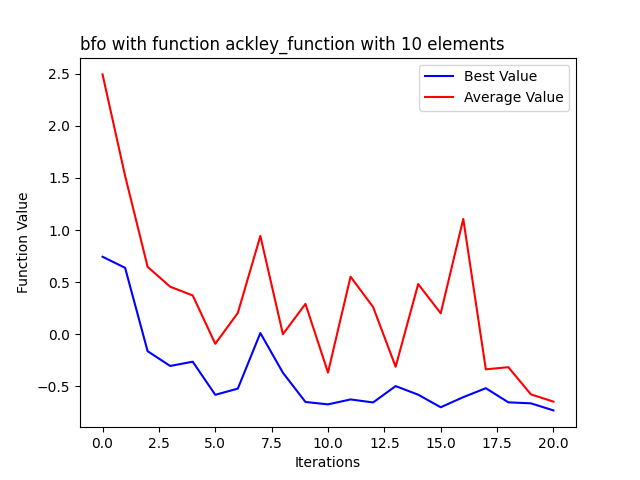 bfo with function ackley_function with 10 elements
Best Value
Average Value
Function Value
2.5
2.0
1.5
1.0
0.5
0.0
−0.5
0.0 2.5 5.0 7.5 10.0 12.5 15.0 17.5 20.0
Iterations